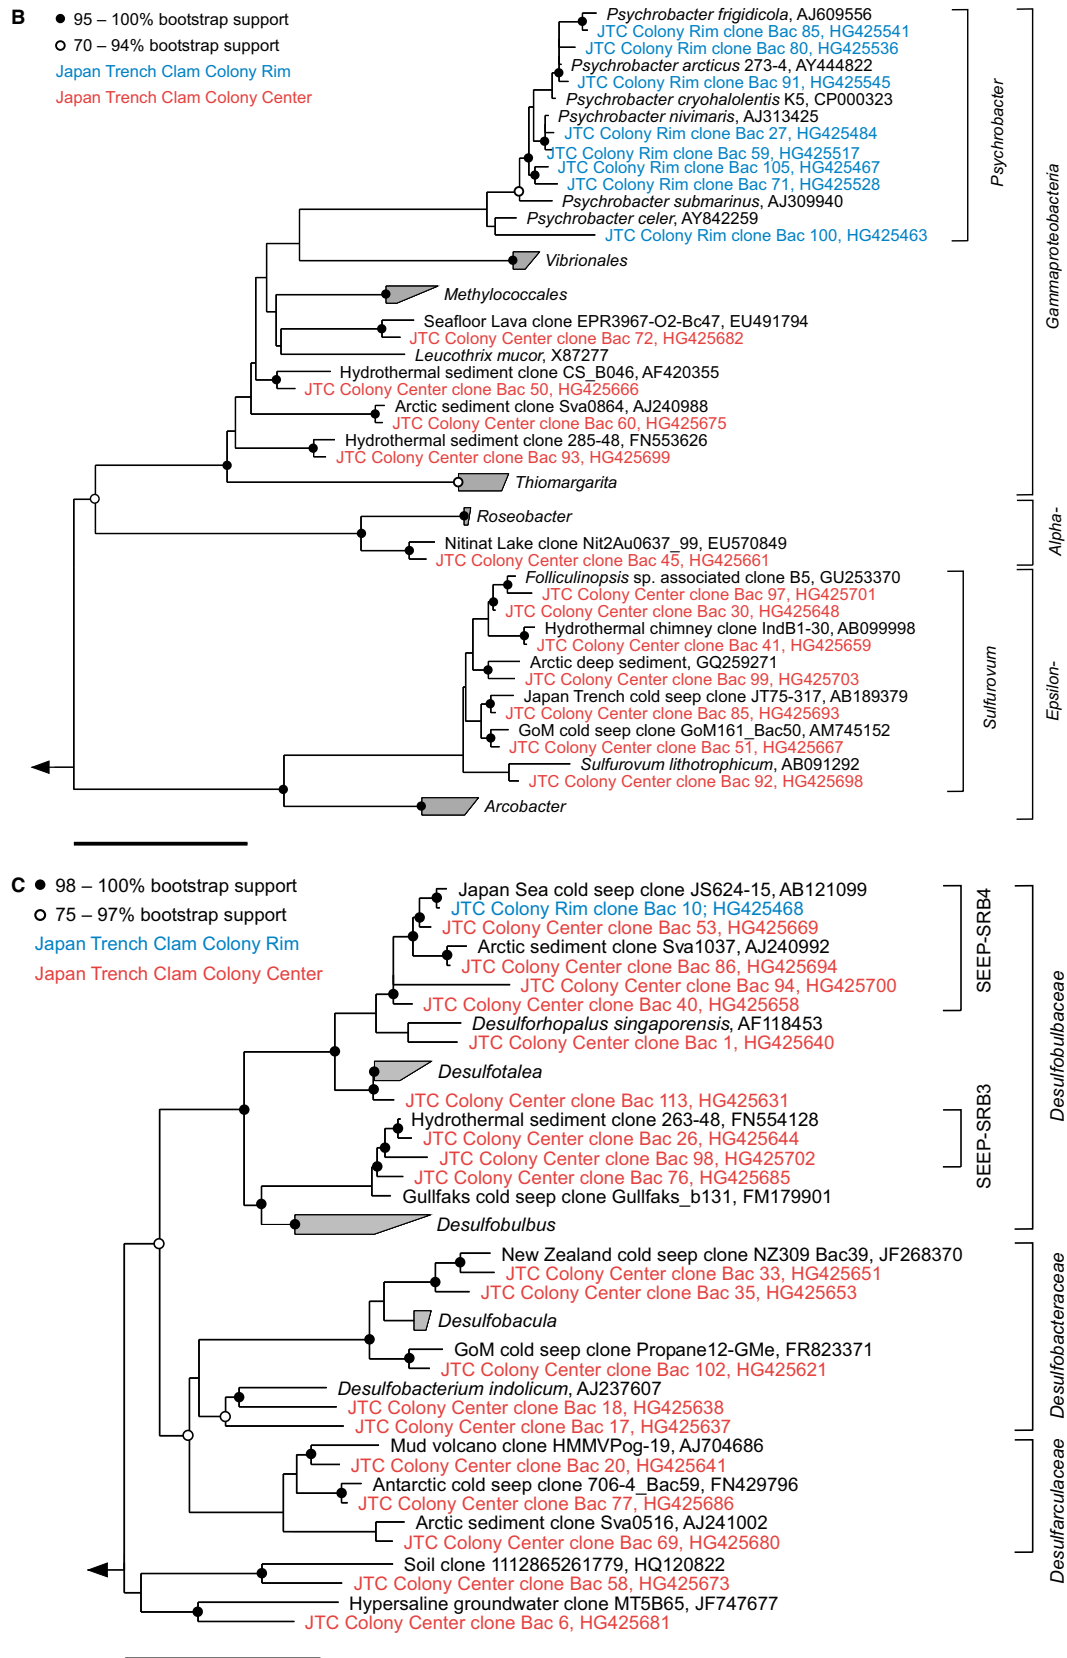 B
95 – 100% bootstrap support
70 – 94% bootstrap support
Japan Trench Clam Colony Rim
Japan Trench Clam Colony Center
Psychrobacter frigidicola, AJ609556
JTC Colony Rim clone Bac 85, HG425541
JTC Colony Rim clone Bac 80, HG425536
Psychrobacter arcticus 273-4, AY444822
JTC Colony Rim clone Bac 91, HG425545
Psychrobacter cryohalolentis K5, CP000323
Psychrobacter nivimaris, AJ313425
JTC Colony Rim clone Bac 27, HG425484
JTC Colony Rim clone Bac 59, HG425517
JTC Colony Rim clone Bac 105, HG425467
JTC Colony Rim clone Bac 71, HG425528
Psychrobacter submarinus, AJ309940
Psychrobacter celer, AY842259
JTC Colony Rim clone Bac 100, HG425463
Psychrobacter
Vibrionales
Methylococcales
Seafloor Lava clone EPR3967-O2-Bc47, EU491794
JTC Colony Center clone Bac 72, HG425682
Leucothrix mucor, X87277
Hydrothermal sediment clone CS_B046, AF420355
JTC Colony Center clone Bac 50, HG425666
Arctic sediment clone Sva0864, AJ240988
JTC Colony Center clone Bac 60, HG425675
Hydrothermal sediment clone 285-48, FN553626
JTC Colony Center clone Bac 93, HG425699
Thiomargarita
Gammaproteobacteria
Roseobacter
Nitinat Lake clone Nit2Au0637_99, EU570849
JTC Colony Center clone Bac 45, HG425661
Alpha-
Folliculinopsis sp. associated clone B5, GU253370
JTC Colony Center clone Bac 97, HG425701
JTC Colony Center clone Bac 30, HG425648
Hydrothermal chimney clone IndB1-30, AB099998
JTC Colony Center clone Bac 41, HG425659
Arctic deep sediment, GQ259271
JTC Colony Center clone Bac 99, HG425703
Japan Trench cold seep clone JT75-317, AB189379
JTC Colony Center clone Bac 85, HG425693
GoM cold seep clone GoM161_Bac50, AM745152
JTC Colony Center clone Bac 51, HG425667
Sulfurovum lithotrophicum, AB091292
JTC Colony Center clone Bac 92, HG425698
Sulfurovum
Arcobacter
Epsilon-
C
98 – 100% bootstrap support
75 – 97% bootstrap support
Japan Trench Clam Colony Rim
Japan Trench Clam Colony Center
Japan Sea cold seep clone JS624-15, AB121099
JTC Colony Rim clone Bac 10; HG425468
JTC Colony Center clone Bac 53, HG425669
Arctic sediment clone Sva1037, AJ240992
JTC Colony Center clone Bac 86, HG425694
JTC Colony Center clone Bac 94, HG425700
JTC Colony Center clone Bac 40, HG425658
SEEP-SRB4
Desulforhopalus singaporensis, AF118453
JTC Colony Center clone Bac 1, HG425640
Desulfotalea
JTC Colony Center clone Bac 113, HG425631
Hydrothermal sediment clone 263-48, FN554128
JTC Colony Center clone Bac 26, HG425644
JTC Colony Center clone Bac 98, HG425702
JTC Colony Center clone Bac 76, HG425685
SEEP-SRB3
Gullfaks cold seep clone Gullfaks_b131, FM179901
Desulfobulbus
Desulfobulbaceae
New Zealand cold seep clone NZ309 Bac39, JF268370
JTC Colony Center clone Bac 33, HG425651
JTC Colony Center clone Bac 35, HG425653
Desulfobacula
GoM cold seep clone Propane12-GMe, FR823371
JTC Colony Center clone Bac 102, HG425621
Desulfobacterium indolicum, AJ237607
JTC Colony Center clone Bac 18, HG425638
JTC Colony Center clone Bac 17, HG425637
Desulfobacteraceae
Mud volcano clone HMMVPog-19, AJ704686
JTC Colony Center clone Bac 20, HG425641
Antarctic cold seep clone 706-4_Bac59, FN429796
JTC Colony Center clone Bac 77, HG425686
Arctic sediment clone Sva0516, AJ241002
JTC Colony Center clone Bac 69, HG425680
Desulfarculaceae
Soil clone 1112865261779, HQ120822
JTC Colony Center clone Bac 58, HG425673
Hypersaline groundwater clone MT5B65, JF747677
JTC Colony Center clone Bac 6, HG425681